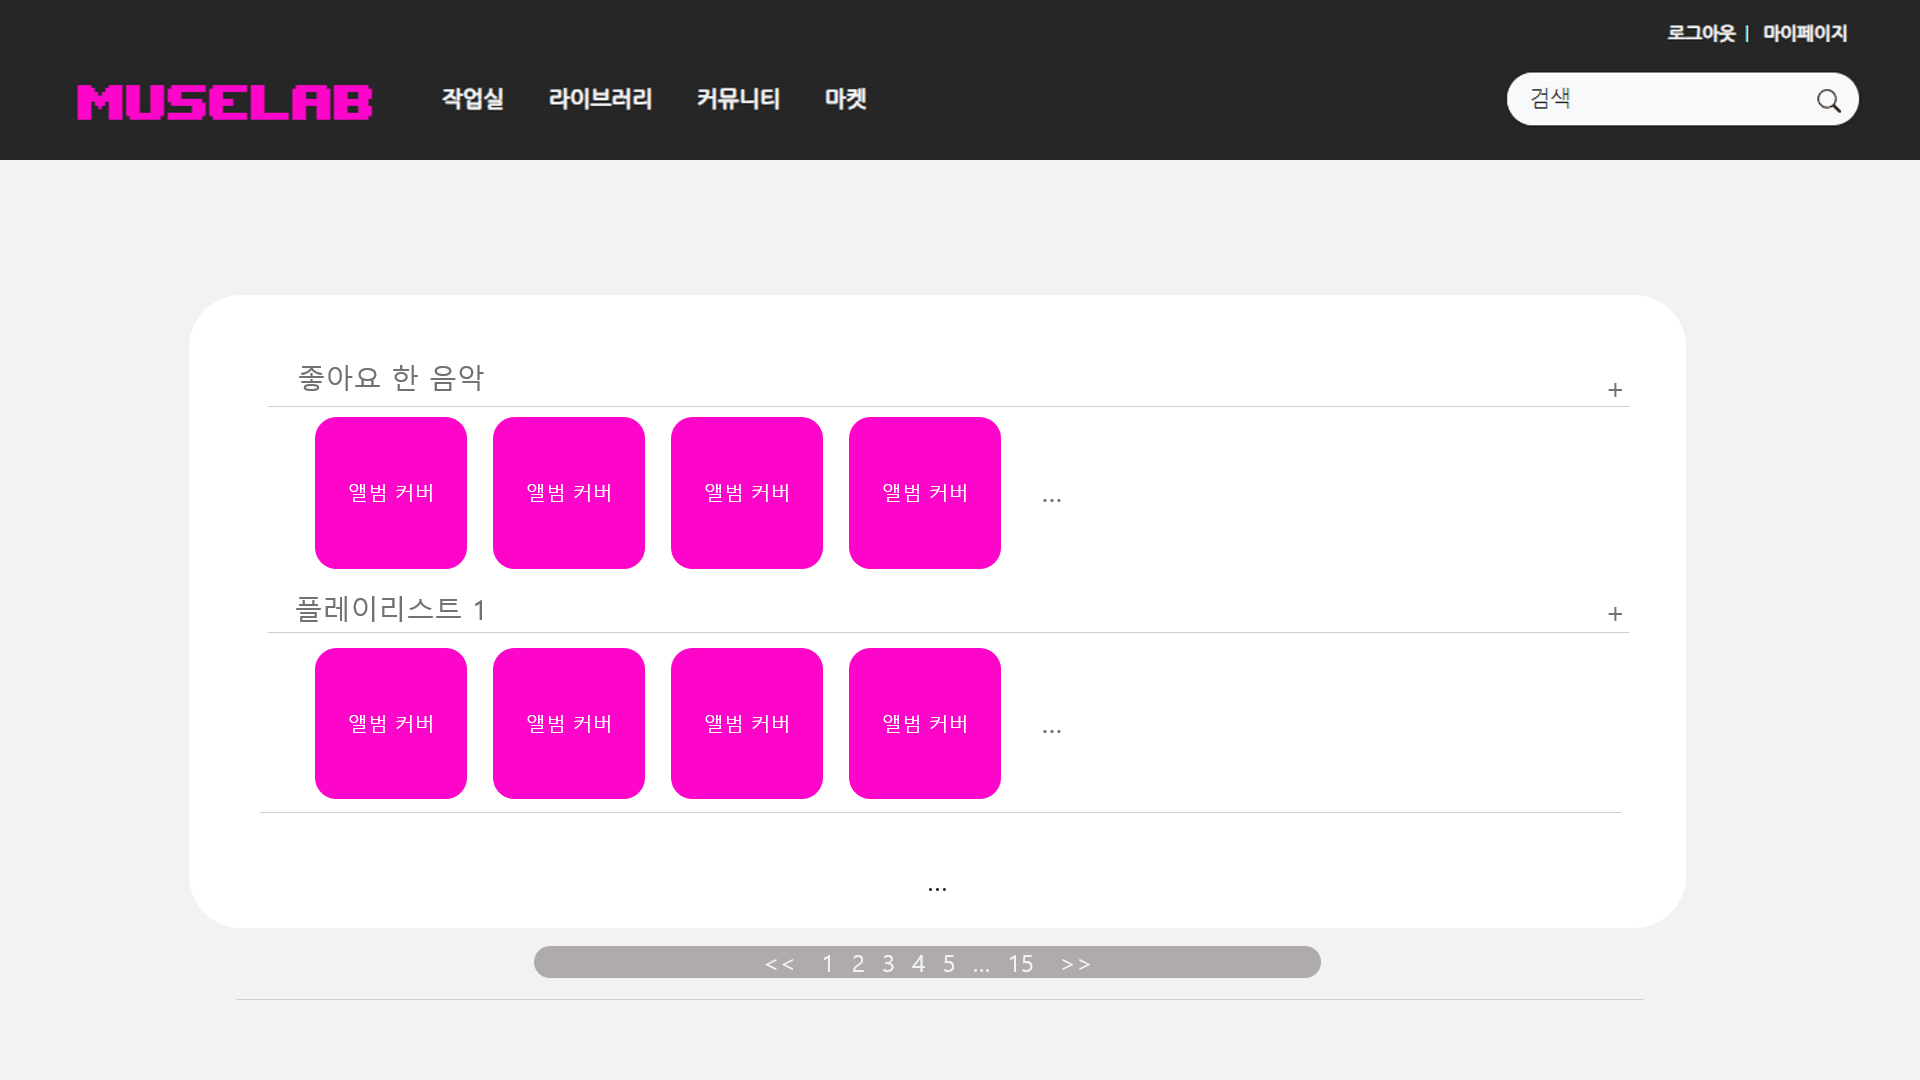 로그아웃 | 마이페이지
MUSELAB 작업실 라이브러리 커뮤니티 마켓 검색
좋아요 한 음악 +
앨범 커버 앨범 커버 앨범 커버 앨범 커버 ...
플레이리스트 1 +
앨범 커버 앨범 커버 앨범 커버 앨범 커버 ...
...
<< 1 2 3 4 5 ... 15 >>